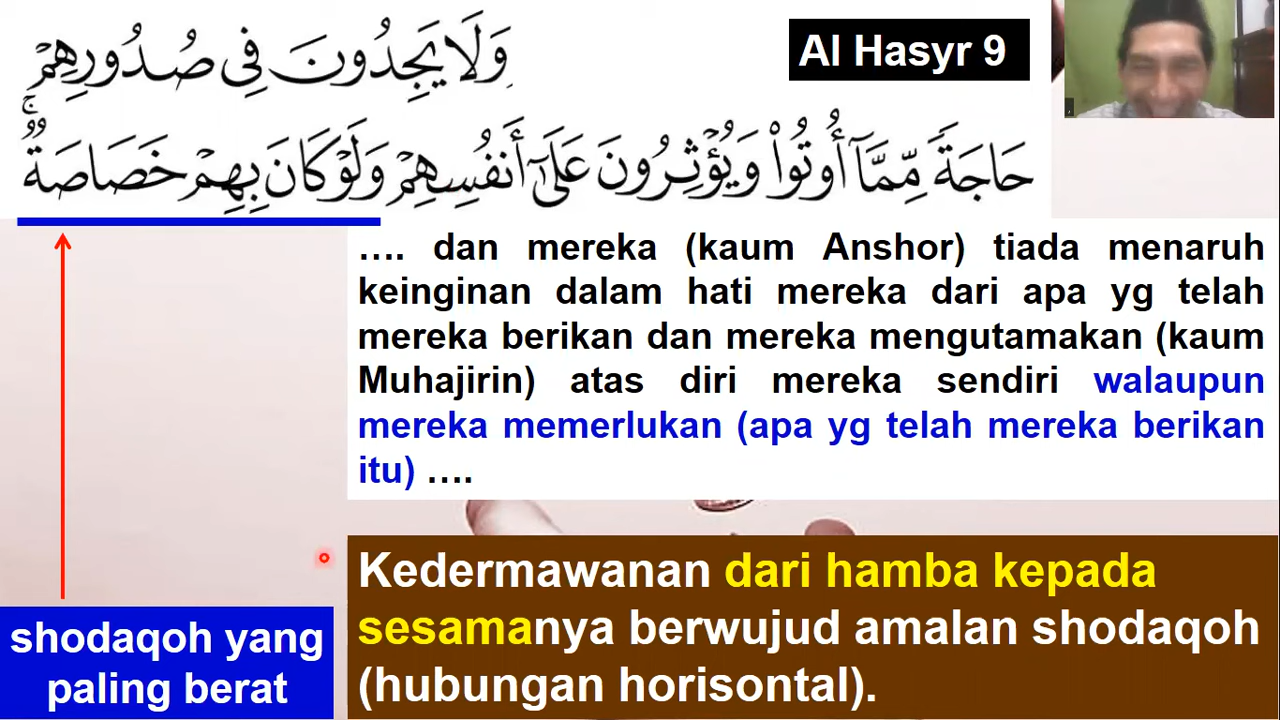 Al Hasyr 9
وَلَا يَجِدُونَ فِى صُدُورِهِمْ
حَاجَةً مِّمَّآ أُوتُوا۟ وَيُؤْثِرُونَ عَلَىٰٓ أَنفُسِهِمْ وَلَوْ كَانَ بِهِمْ خَصَاصَةٌ ۚ
…. dan mereka (kaum Anshor) tiada menaruh
keinginan dalam hati mereka dari apa yg telah
mereka berikan dan mereka mengutamakan (kaum
Muhajirin) atas diri mereka sendiri walaupun
mereka memerlukan (apa yg telah mereka berikan
itu) ….
Kedermawanan dari hamba kepada
sesamanya berwujud amalan shodaqoh
(hubungan horisontal).
shodaqoh yang
paling berat